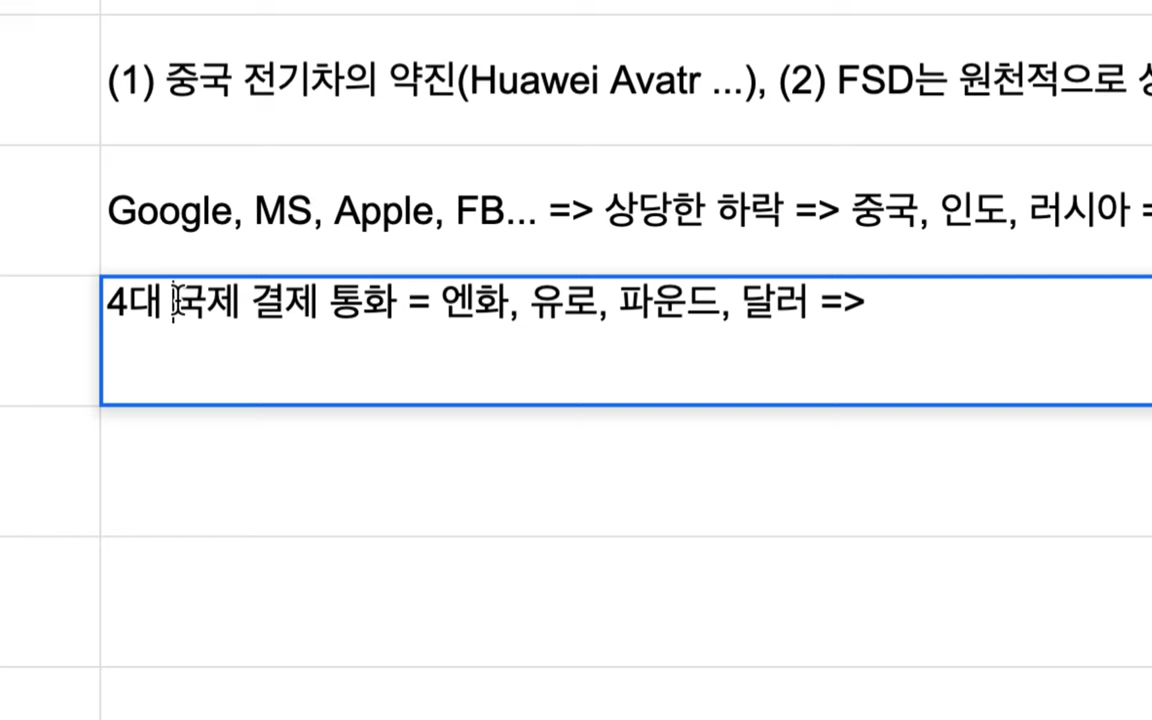 (1) 중국 전기차의 약진(Huawei Avatr ...), (2) FSD는 원천적으로
Google, MS, Apple, FB... => 상당한 하락 => 중국, 인도, 러시아 =
4대 국제 결제 통화 = 엔화, 유로, 파운드, 달러 =>